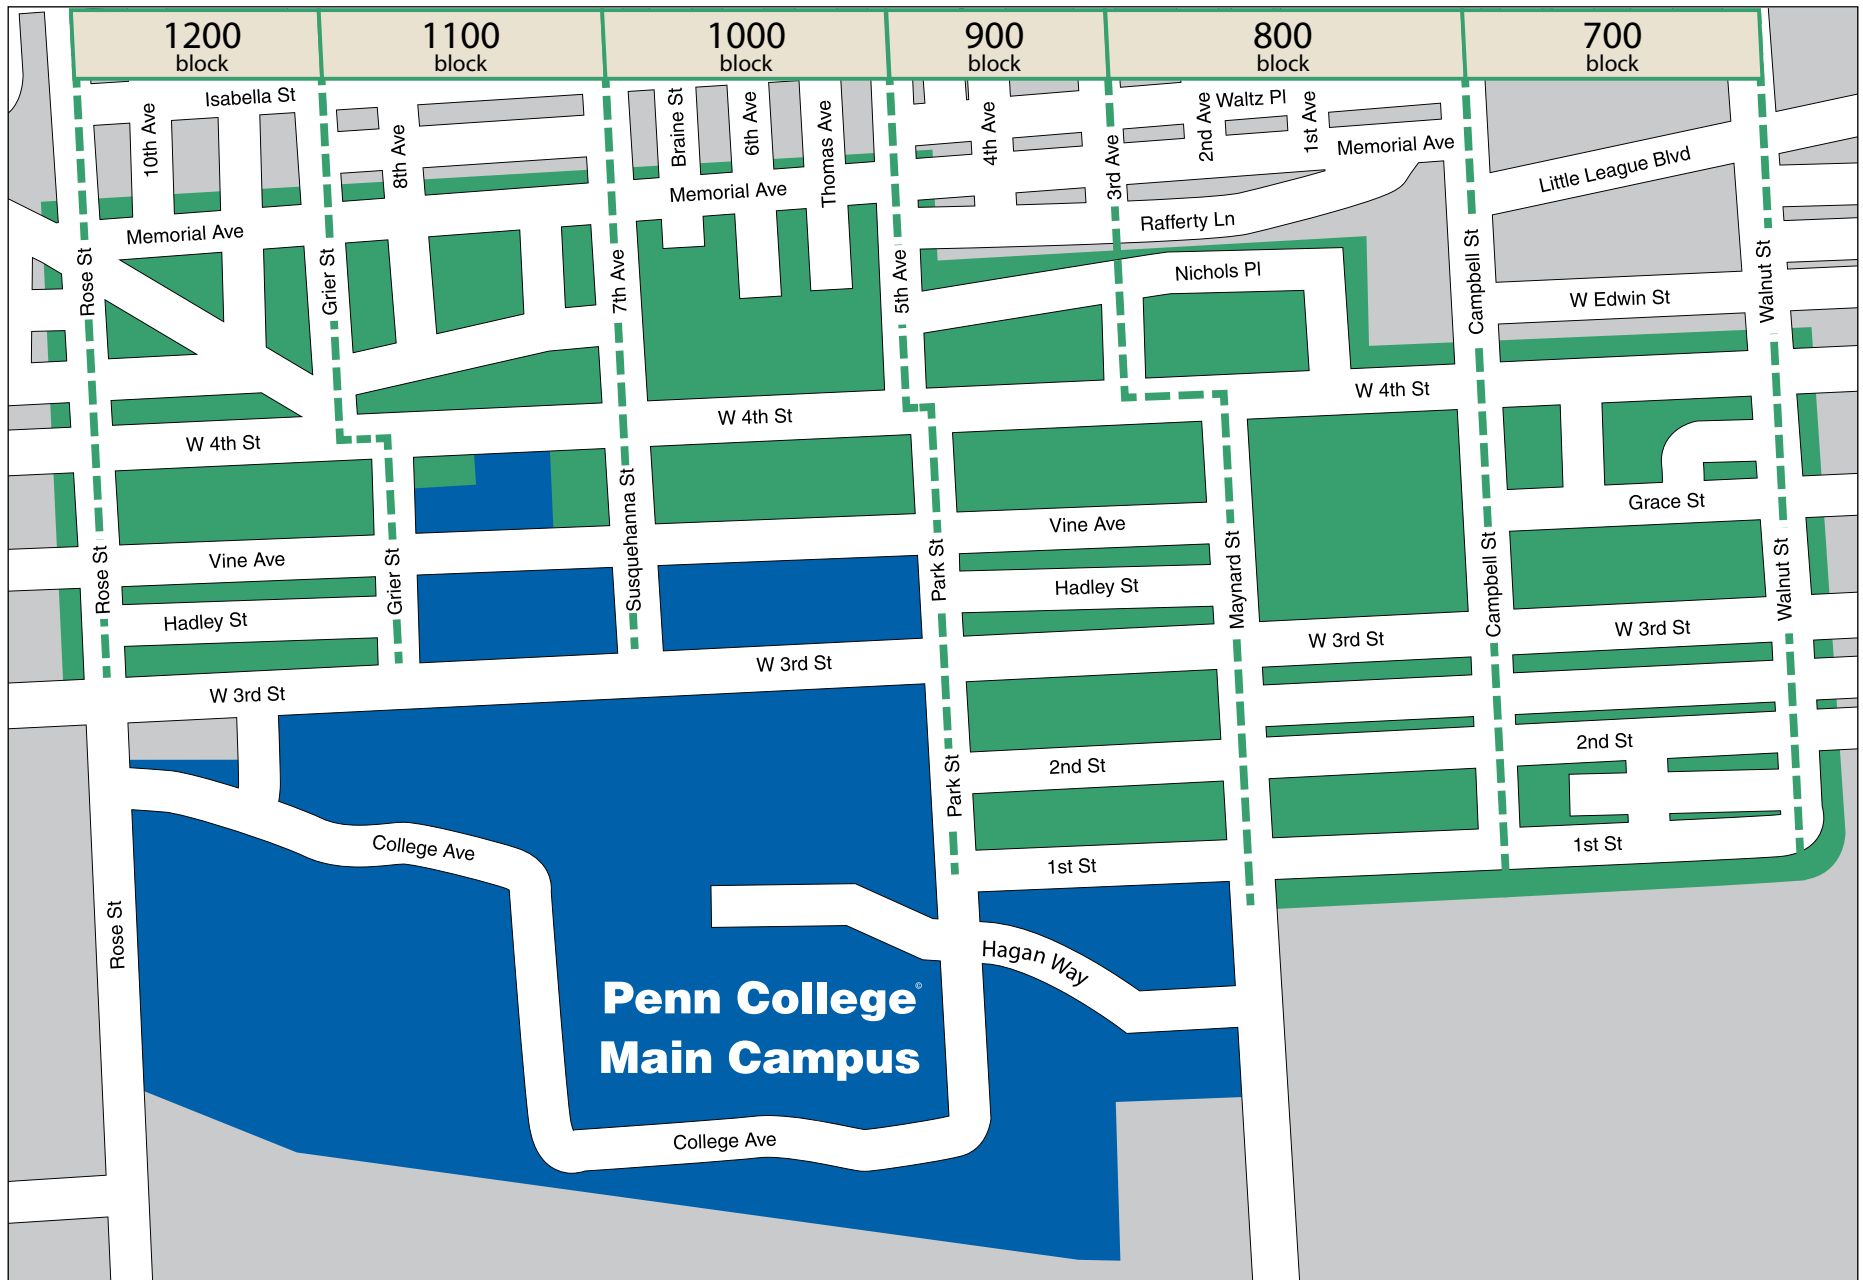 1200
block
1100
block
1000
block
900
block
800
block
700
block
Isabella St
10th Ave
8th Ave
Braine St
6th Ave
Thomas Ave
4th Ave
3rd Ave
2nd Ave
Waltz Pl
1st Ave
Memorial Ave
Little League Blvd
Memorial Ave
Memorial Ave
Rafferty Ln
Rose St
Grier St
7th Ave
5th Ave
Nichols Pl
Campbell St
Walnut St
W Edwin St
W 4th St
W 4th St
W 4th St
Grace St
Vine Ave
Vine Ave
Rose St
Grier St
Susquehanna St
Park St
Maynard St
Campbell St
Walnut St
Hadley St
Hadley St
W 3rd St
W 3rd St
W 3rd St
W 3rd St
2nd St
2nd St
Park St
College Ave
1st St
1st St
Rose St
Hagan Way
Penn College©
Main Campus
College Ave